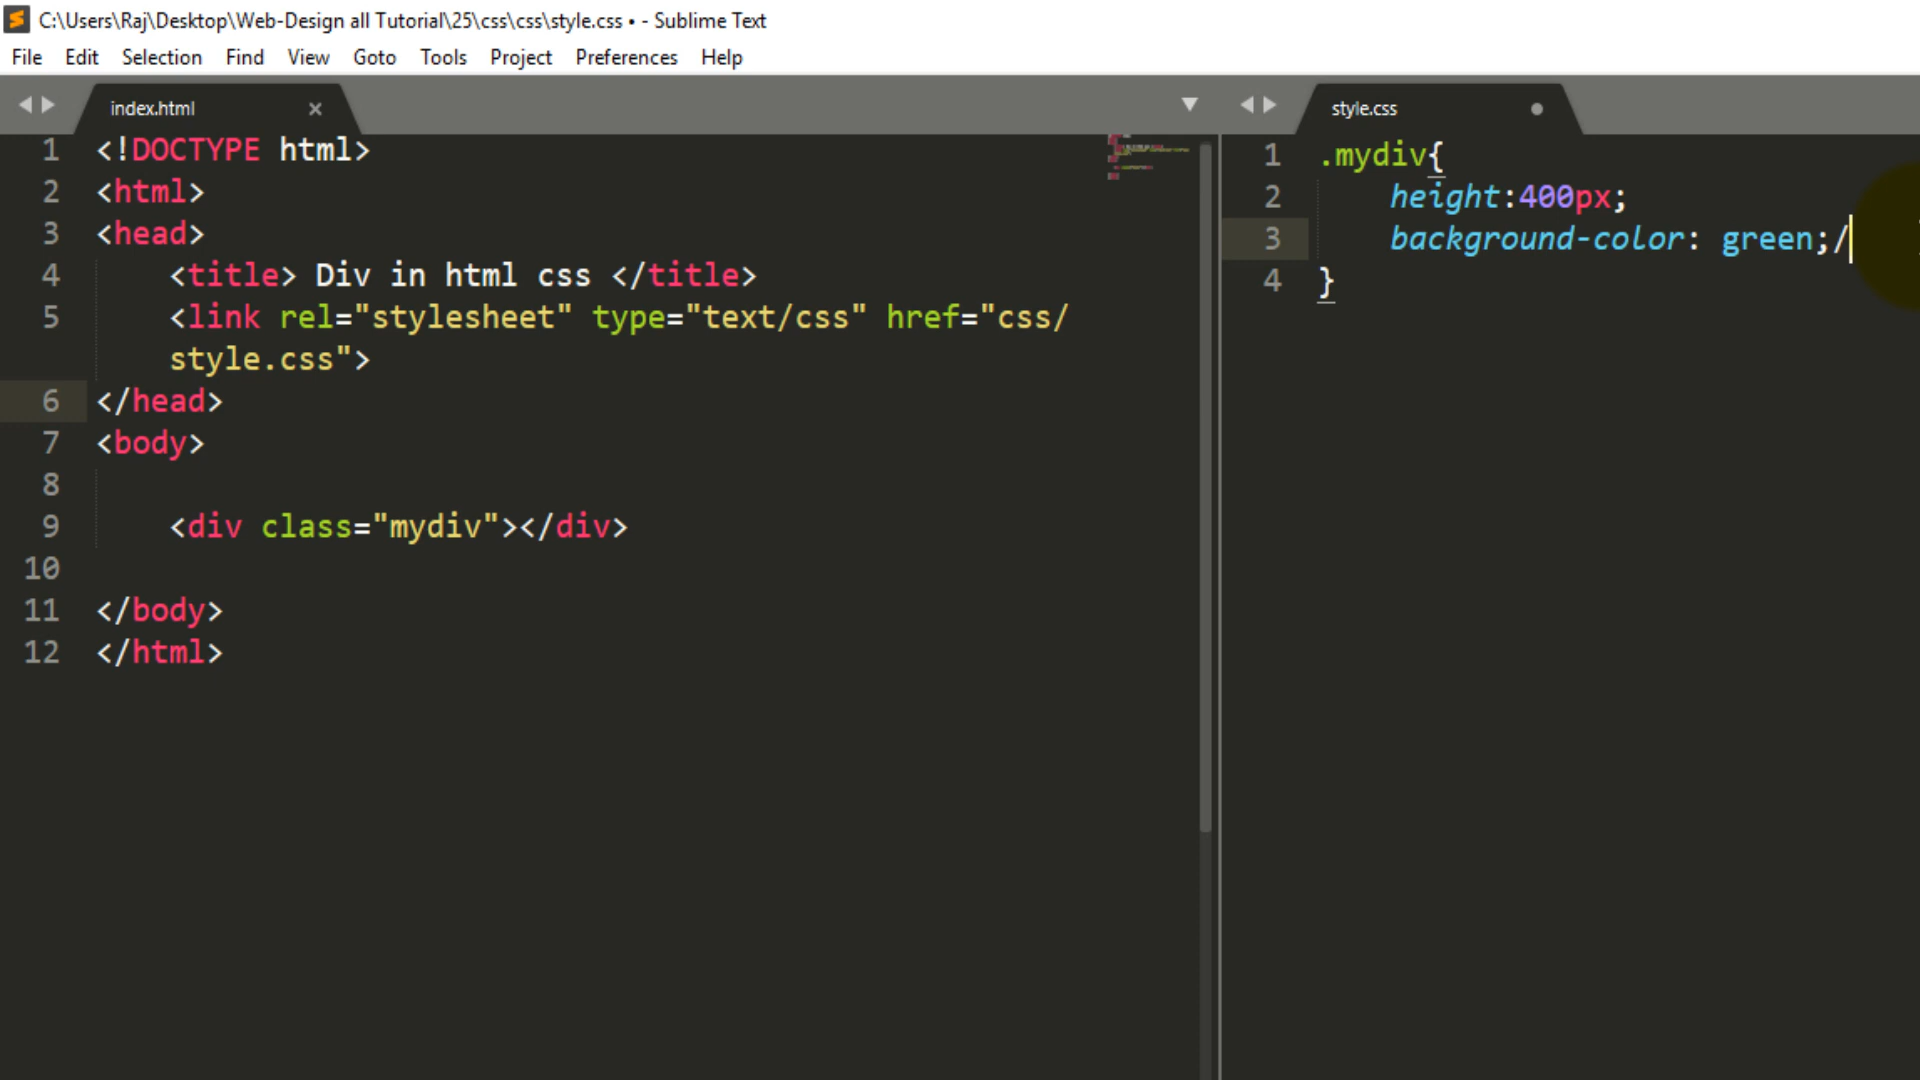 C:\Users\Raj\Desktop\Web-Design all Tutorial\25\css\css\style.css • - Sublime Text
File Edit Selection Find View Goto Tools Project Preferences Help
index.html
1 <!DOCTYPE html>
2 <html>
3 <head>
4 <title> Div in html css </title>
5 <link rel="stylesheet" type="text/css" href="css/
style.css">
6 </head>
7 <body>
8
9 <div class="mydiv"></div>
10
11 </body>
12 </html>
style.css
1 .mydiv{
2 height:400px;
3 background-color: green;/
4 }